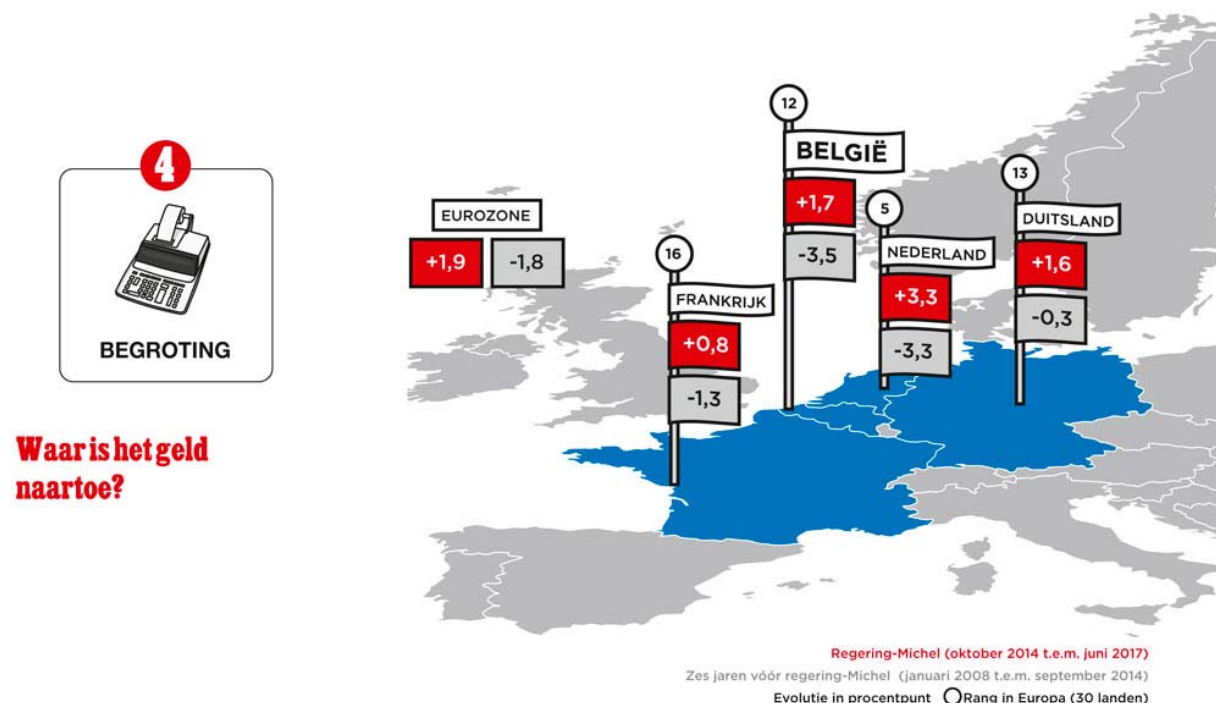 4
BEGROTING
Waar is het geld
naartoe?
EUROZONE
+1,9 -1,8
16
FRANKRIJK
+0,8
-1,3
12
BELGIË
+1,7
-3,5
5
NEDERLAND
+3,3
-3,3
13
DUITSLAND
+1,6
-0,3
Regering-Michel (oktober 2014 t.e.m. juni 2017)
Zes jaren vóór regering-Michel (januari 2008 t.e.m. september 2014)
Evolutie in procentpunt Rang in Europa (30 landen)